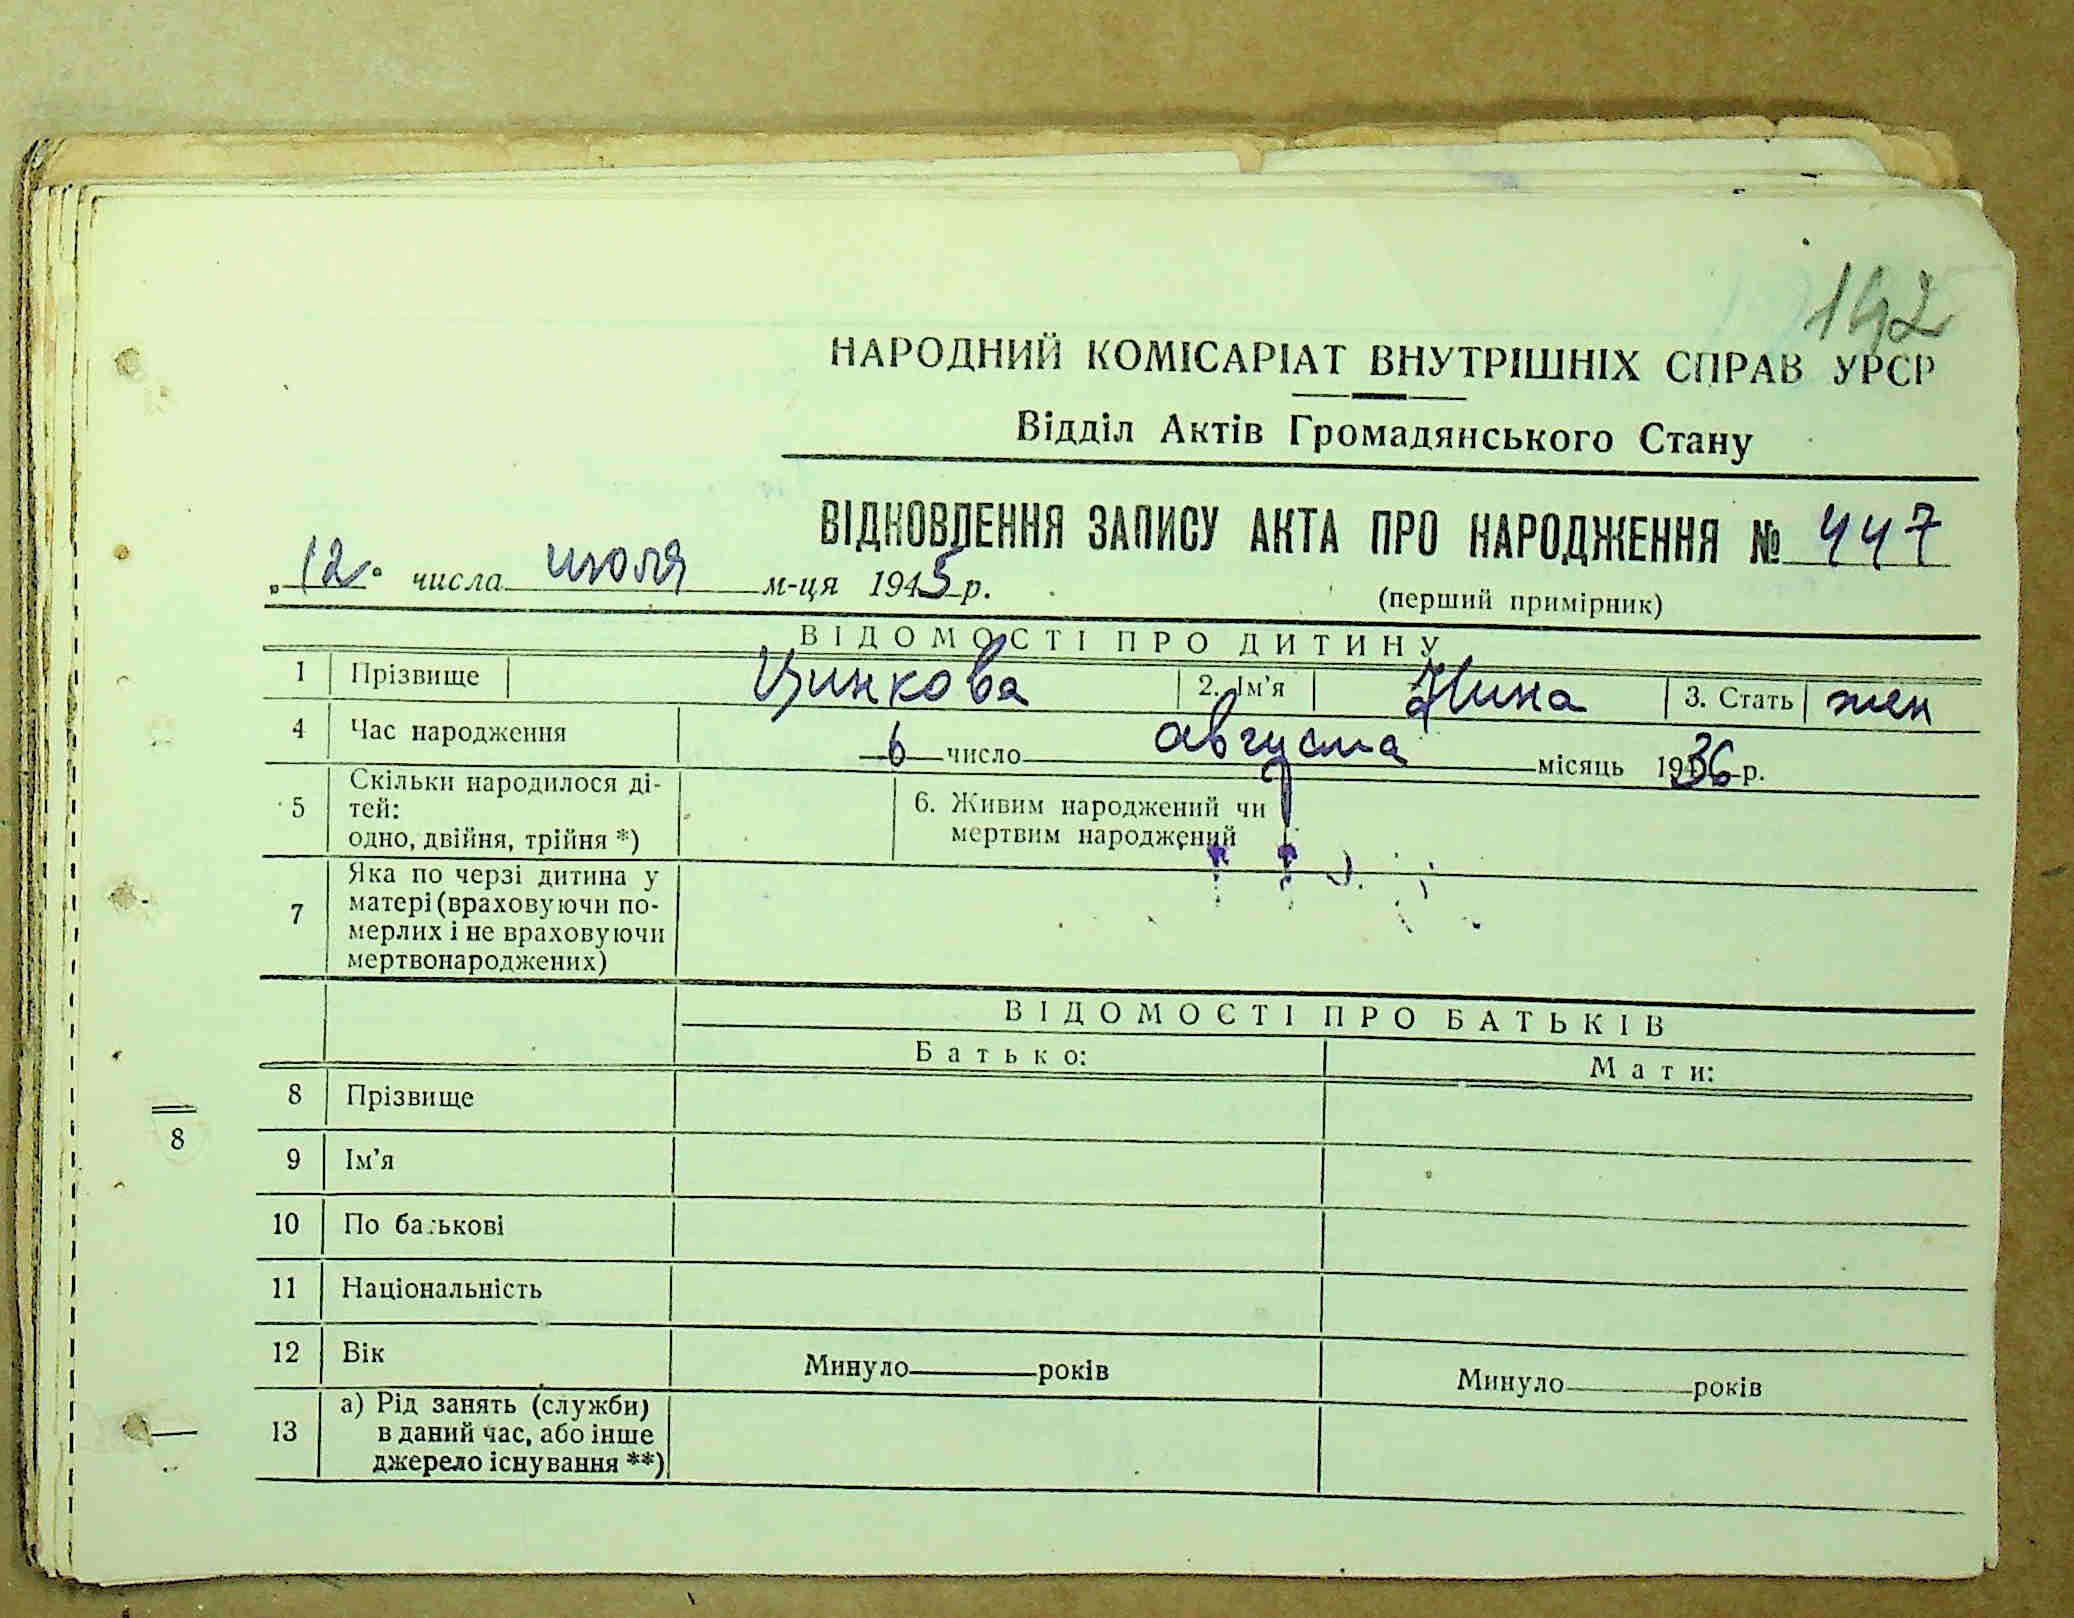 142
НАРОДНИЙ КОМІСАРІАТ ВНУТРІШНІХ СПРАВ УРСР
Відділ Актів Громадянського Стану
ВІДНОВЛЕННЯ ЗАПИСУ АКТА ПРО НАРОДЖЕННЯ № 447
„12" числа июля м-ця 1945 р.
(перший примірник)
ВІДОМОСТІ ПРО ДИТИНУ
1 Прізвище Цинкова 2. Ім'я Нина 3. Стать жен
4 Час народження 6 число августа місяць 1936 р.
5 Скільки народилося ді-
тей:
одно, двійня, трійня *)
6. Живим народжений чи
мертвим народжений
7 Яка по черзі дитина у
матері (враховуючи по-
мерлих і не враховуючи
мертвонароджених)
ВІДОМОСТІ ПРО БАТЬКІВ
Батько: Мати:
8 Прізвище
9 Ім'я
10 По батькові
11 Національність
12 Вік Минуло років Минуло років
13 а) Рід занять (служби)
в даний час, або інше
джерело існування **)
8